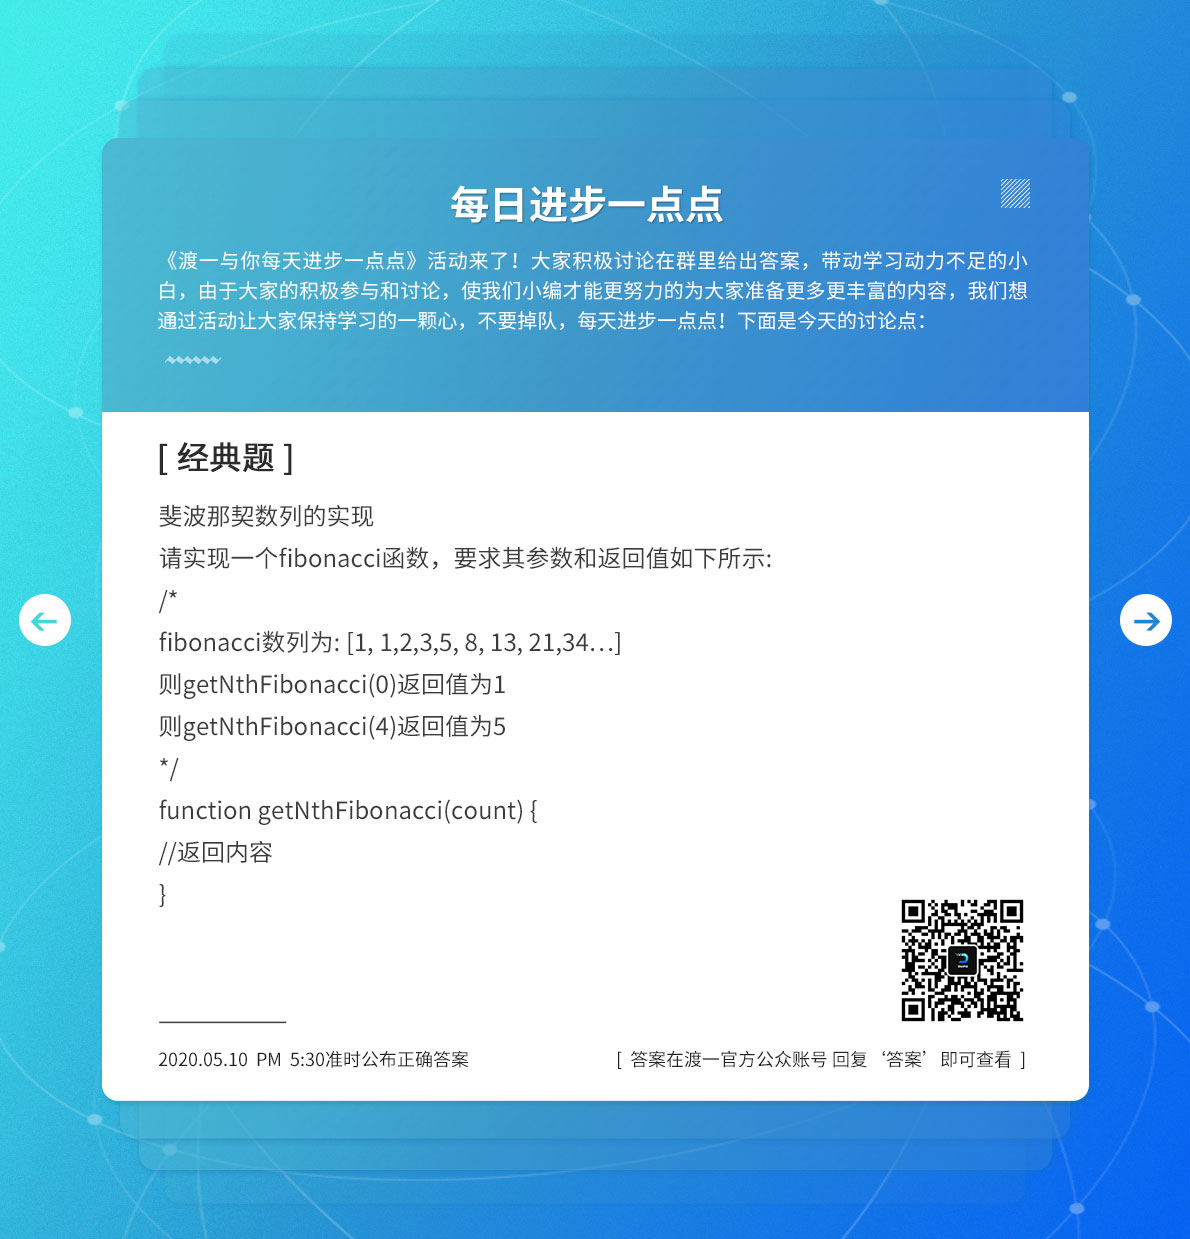 每日进步一点点
《渡一与你每天进步一点点》活动来了！大家积极讨论在群里给出答案，带动学习动力不足的小
白，由于大家的积极参与和讨论，使我们小编才能更努力的为大家准备更多更丰富的内容，我们想
通过活动让大家保持学习的一颗心，不要掉队，每天进步一点点！下面是今天的讨论点：
[ 经典题 ]
斐波那契数列的实现
请实现一个fibonacci函数，要求其参数和返回值如下所示:
/*
fibonacci数列为: [1, 1,2,3,5, 8, 13, 21,34…]
则getNthFibonacci(0)返回值为1
则getNthFibonacci(4)返回值为5
*/
function getNthFibonacci(count) {
//返回内容
}
2020.05.10 PM 5:30准时公布正确答案
[ 答案在渡一官方公众账号 回复‘答案’即可查看 ]